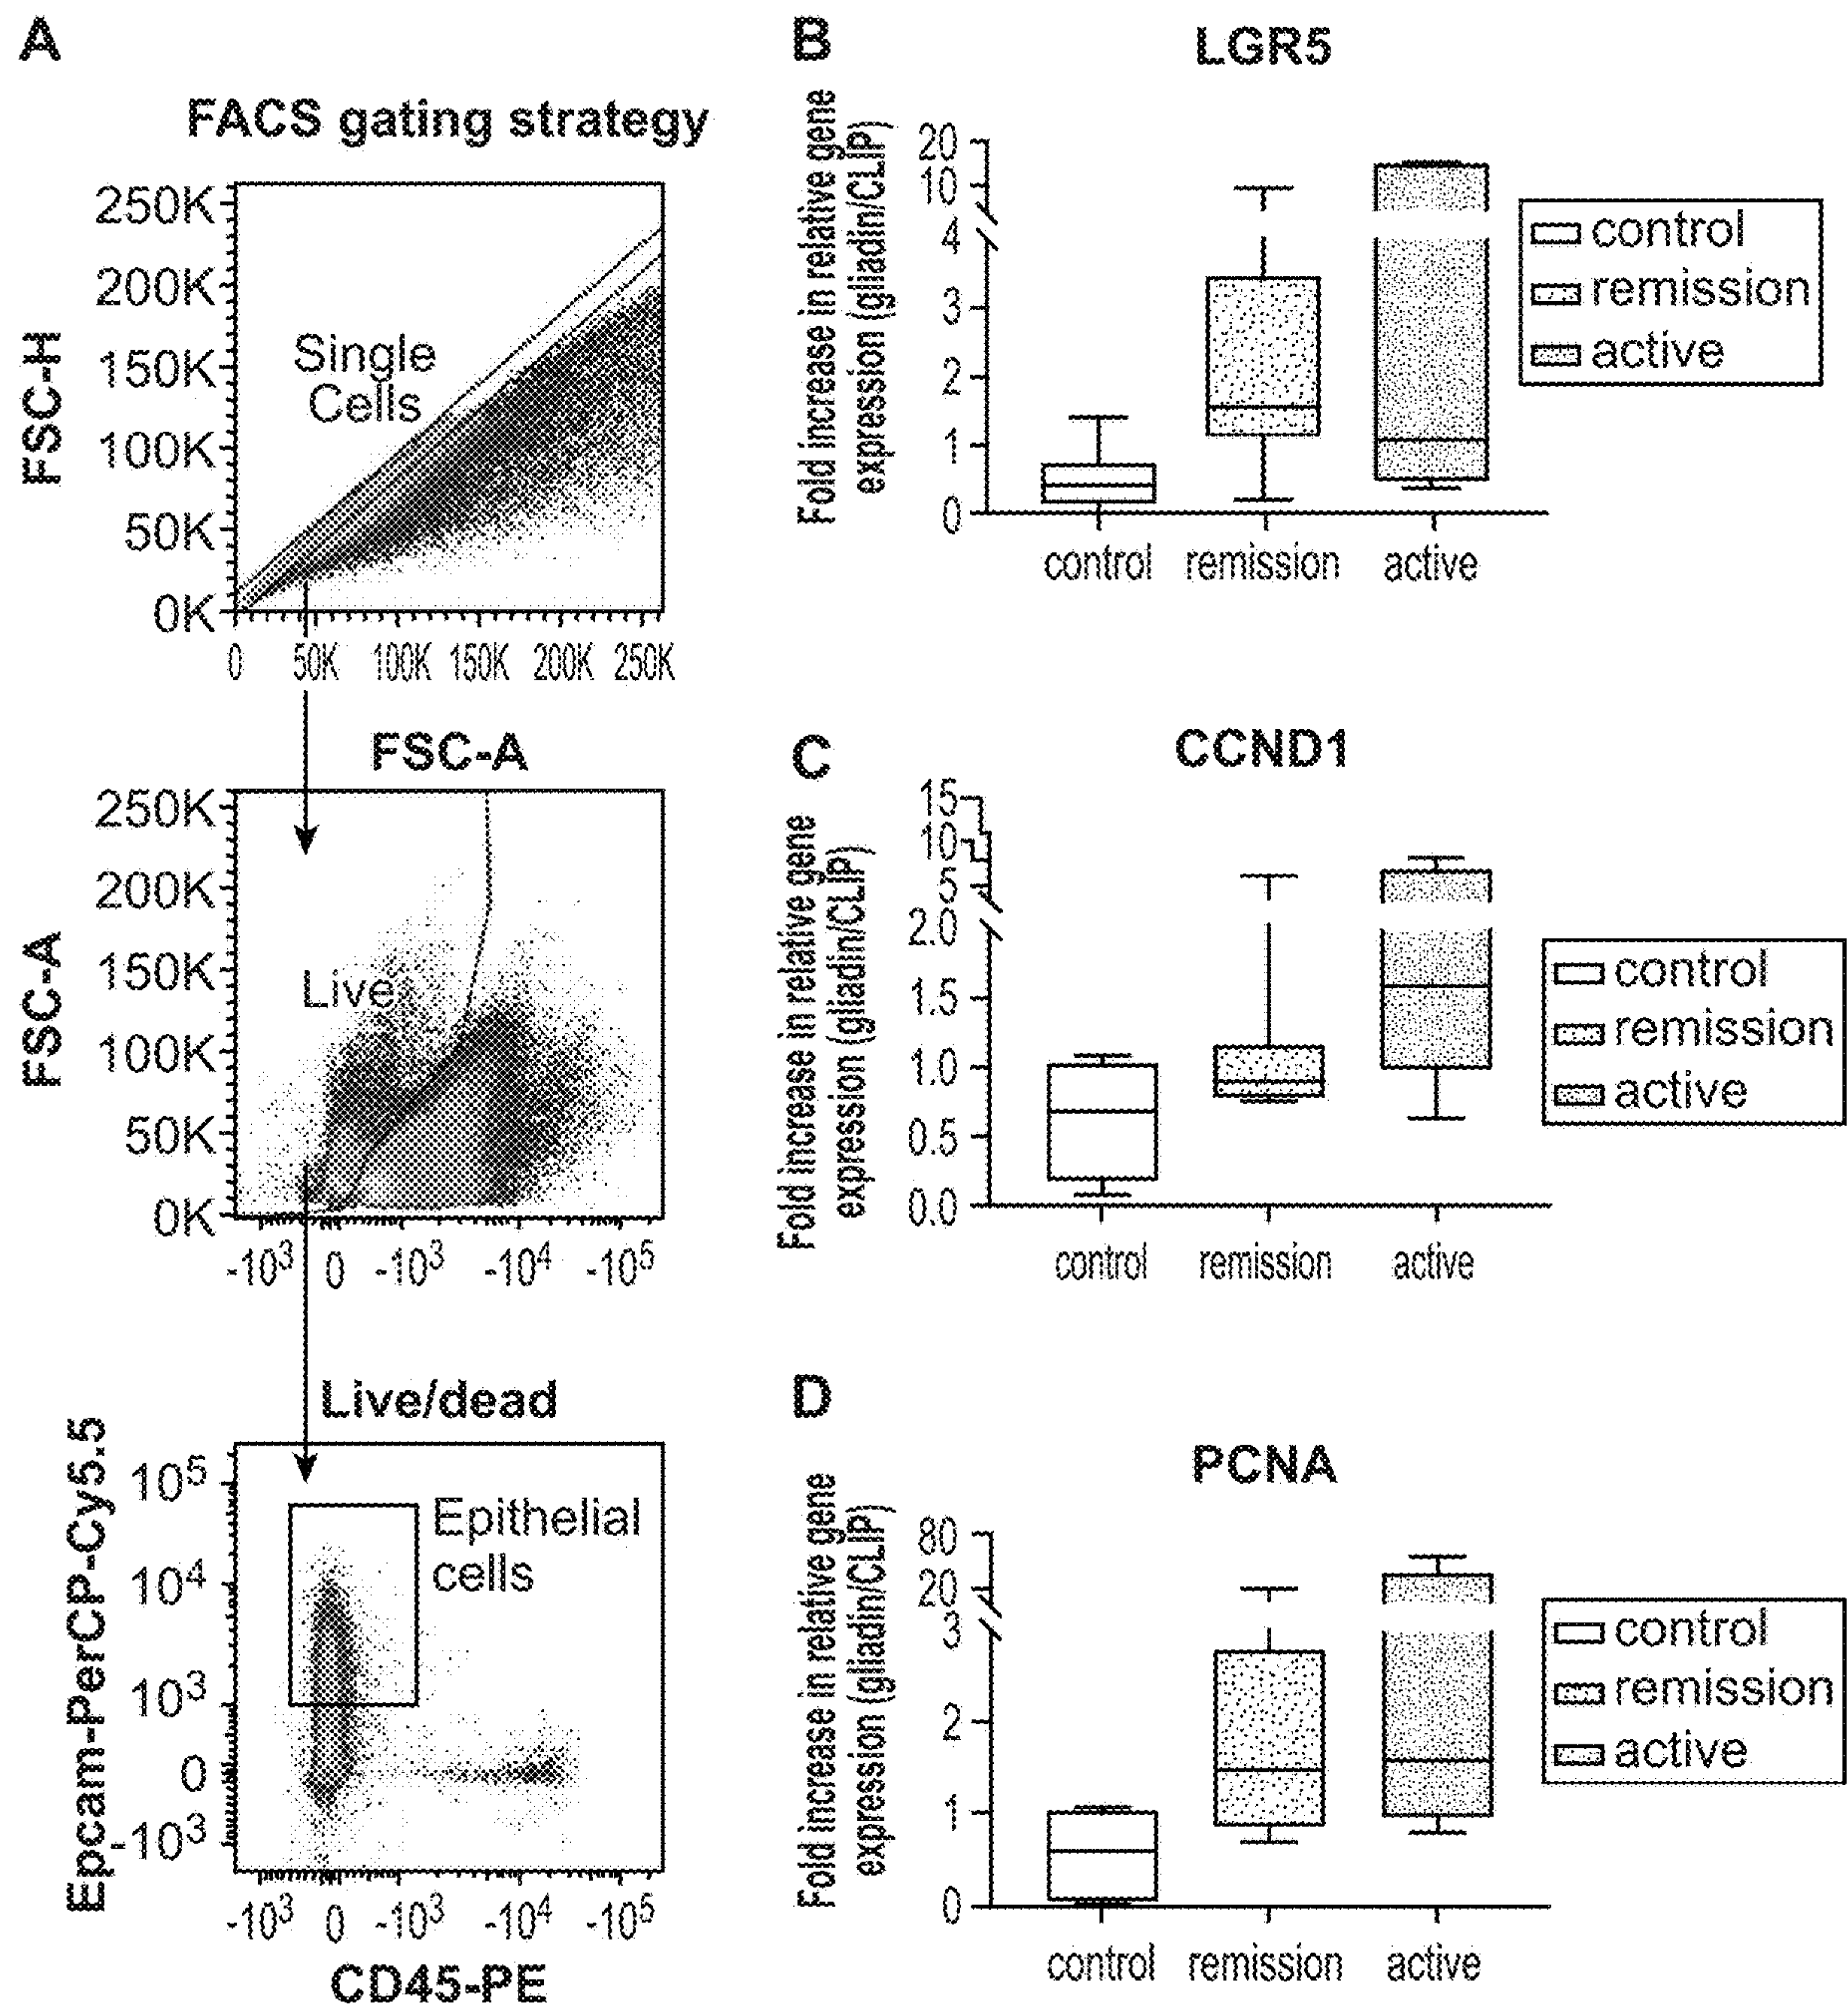 A
FACS gating strategy
FSC-H
250K
200K
150K
100K
50K
0K
Single
Cells
0 50K 100K 150K 200K 250K
FSC-A
FSC-A
250K
200K
150K
100K
50K
0K
Live
-10³ 0 -10³ -10⁴ -10⁵
Live/dead
Epcam-PerCP-Cy5.5
10⁵
10⁴
10³
0
-10³
Epithelial
cells
-10³ 0 -10³ -10⁴ -10⁵
CD45-PE
B
LGR5
Fold increase in relative gene
expression (gliadin/CLIP)
20
10
4
3
2
1
0
control remission active
control
remission
active
C
CCND1
Fold increase in relative gene
expression (gliadin/CLIP)
15
10
5
2.0
1.5
1.0
0.5
0.0
control remission active
control
remission
active
D
PCNA
Fold increase in relative gene
expression (gliadin/CLIP)
80
20
3
2
1
0
control remission active
control
remission
active